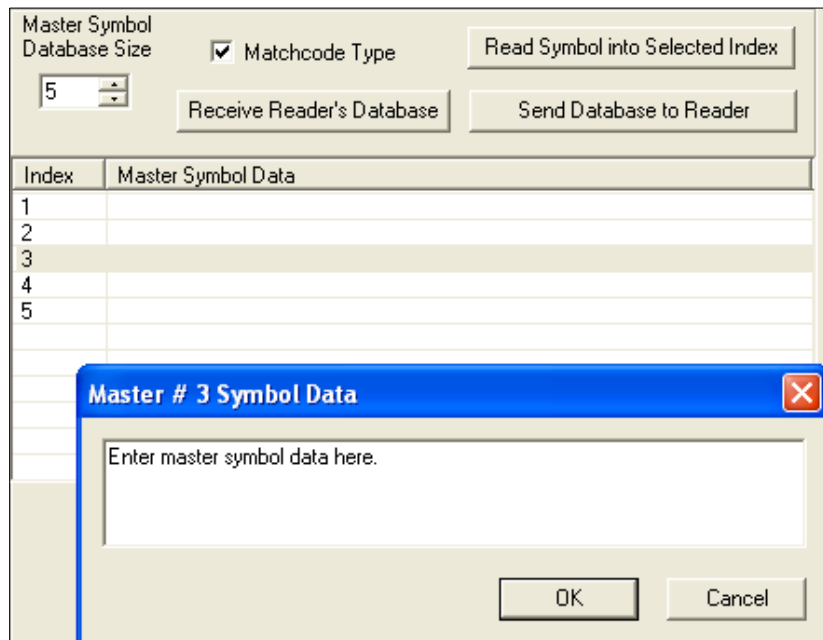 Master Symbol
Database Size
Matchcode Type
Read Symbol into Selected Index
5
Receive Reader's Database
Send Database to Reader
Index Master Symbol Data
1
2
3
4
5
Master # 3 Symbol Data
Enter master symbol data here.
OK Cancel